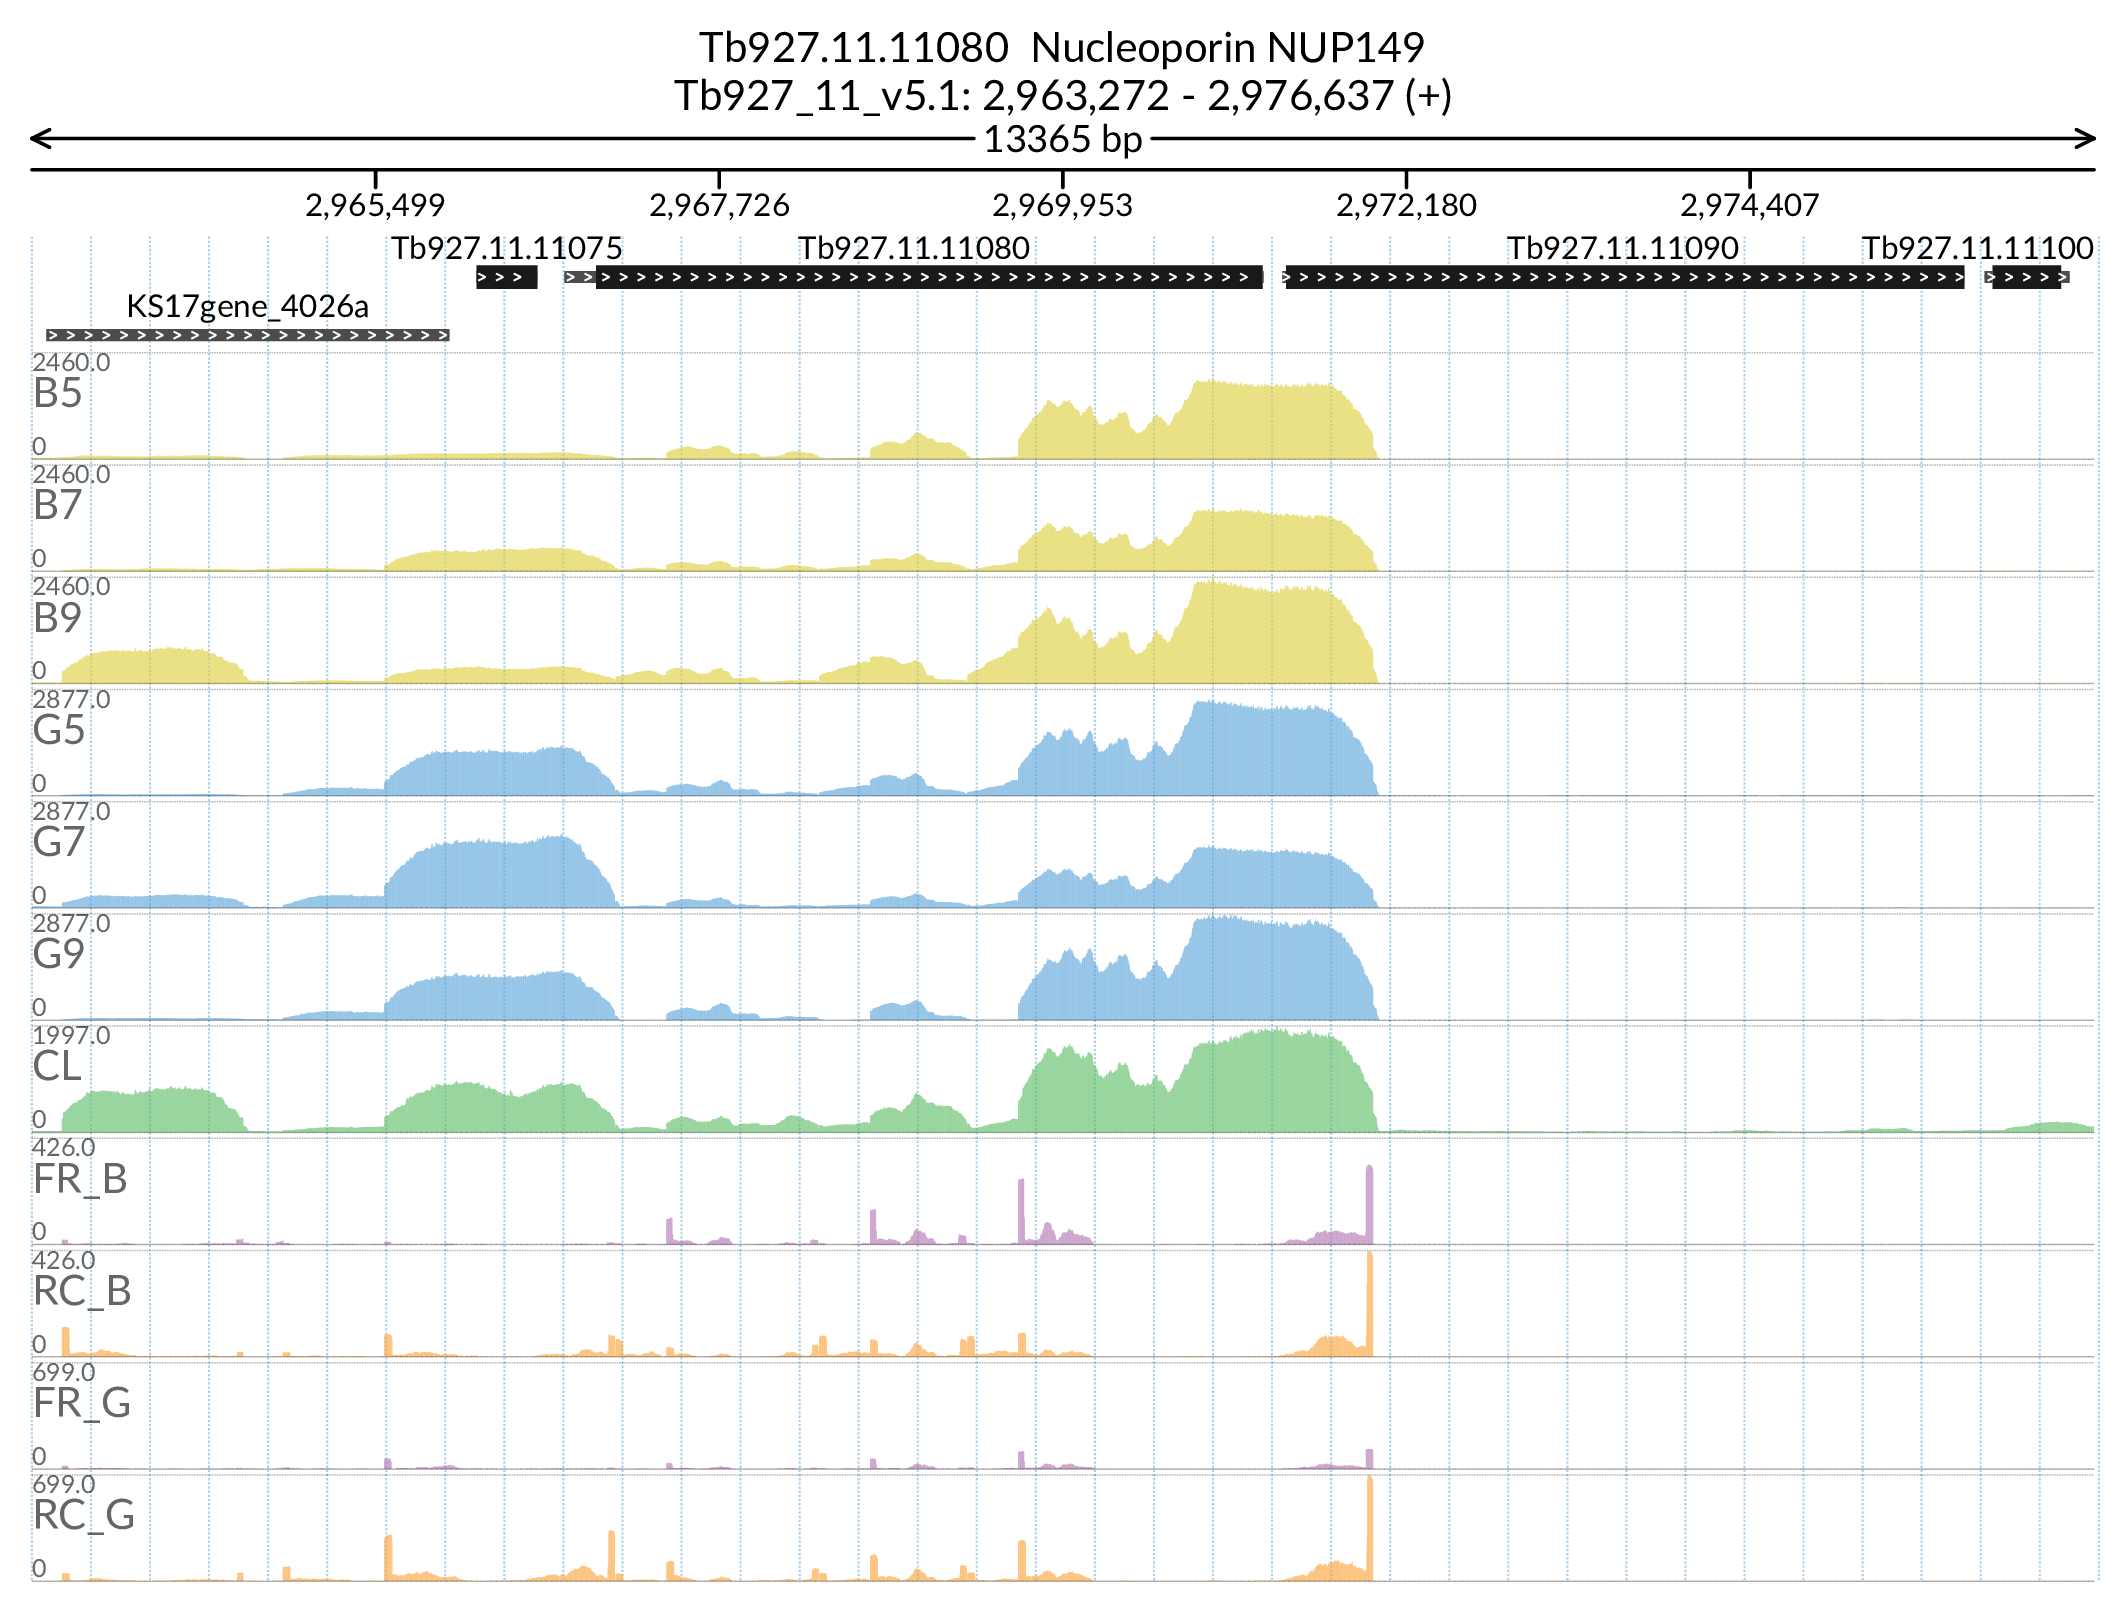 Tb927.11.11080  Nucleoporin NUP149
Tb927_11_v5.1: 2,963,272 - 2,976,637 (+)
13365 bp
2,965,499 2,967,726 2,969,953 2,972,180 2,974,407
Tb927.11.11075 Tb927.11.11080 Tb927.11.11090 Tb927.11.11100
KS17gene_4026a
2460.0
B5
0
2460.0
B7
0
2460.0
B9
0
2877.0
G5
0
2877.0
G7
0
2877.0
G9
0
1997.0
CL
0
426.0
FR_B
0
426.0
RC_B
0
699.0
FR_G
0
699.0
RC_G
0